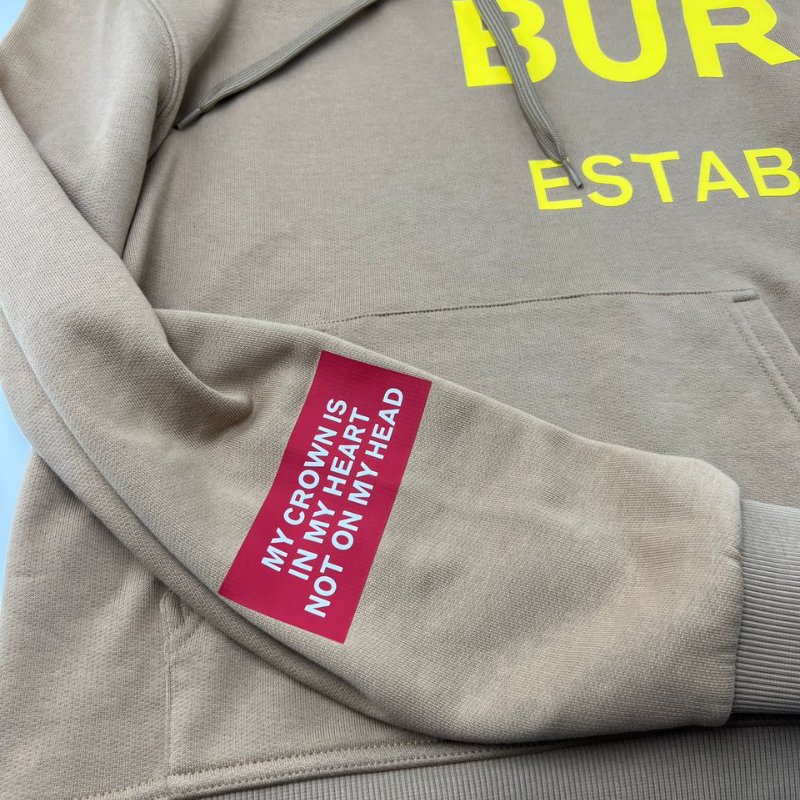 BUR
ESTAB
MY CROWN IS
IN MY HEART
NOT ON MY HEAD